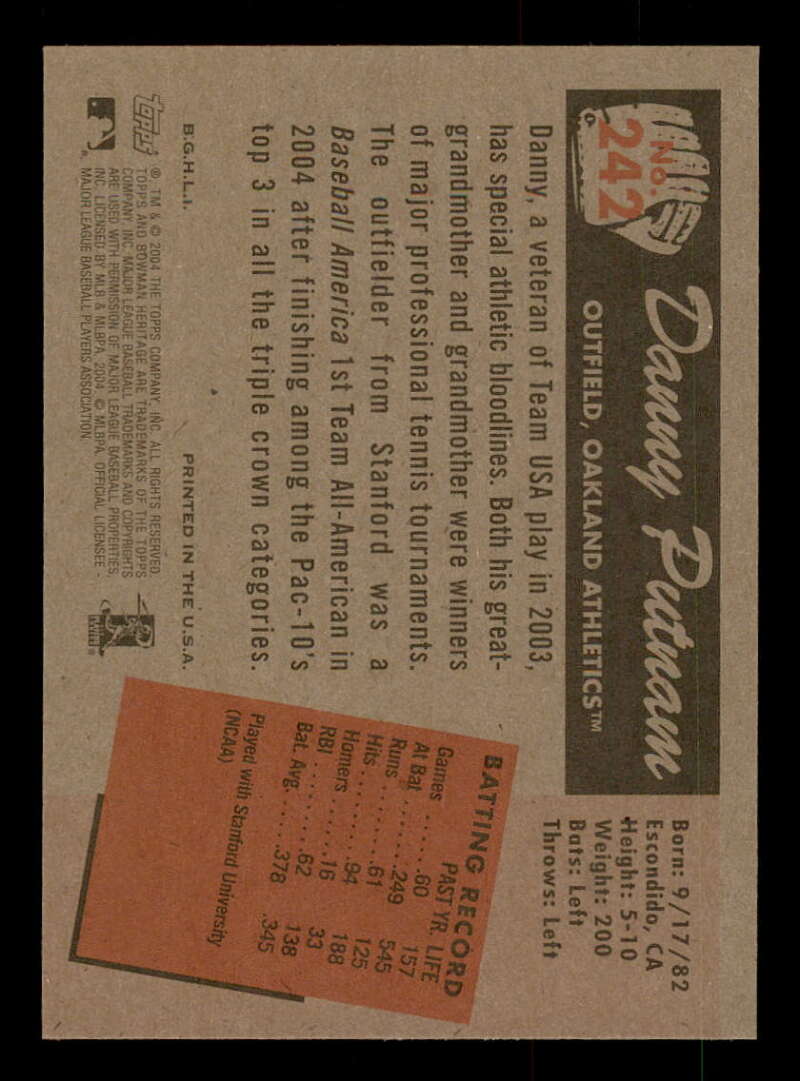 No.
242
Danny Putnam
OUTFIELD, OAKLAND ATHLETICS™
Born: 9/17/82
Escondido, CA
Height: 5-10
Weight: 200
Bats: Left
Throws: Left
Danny, a veteran of Team USA play in 2003,
has special athletic bloodlines. Both his great-
grandmother and grandmother were winners
of major professional tennis tournaments.
The outfielder from Stanford was a
Baseball America 1st Team All-American in
2004 after finishing among the Pac-10's
top 3 in all the triple crown categories.
BATTING RECORD
PAST YR. LIFE
Games ......60 157
At Bat .......249 545
Runs ........61 125
Hits .........94 188
Homers .....16 33
RBI .........62 138
Bat. Avg. .....378 .345
Played with Stanford University
(NCAA)
B.G.H.L.I. PRINTED IN THE U.S.A.
topps ® TM & © 2004 THE TOPPS COMPANY, INC. ALL RIGHTS RESERVED.
TOPPS AND BOWMAN HERITAGE ARE TRADEMARKS OF THE TOPPS
COMPANY, INC. MAJOR LEAGUE BASEBALL TRADEMARKS AND COPYRIGHTS
ARE USED WITH PERMISSION OF MAJOR LEAGUE BASEBALL PROPERTIES,
INC. LICENSED BY MLB & MLBPA 2004. © MLBPA. OFFICIAL LICENSEE -
MAJOR LEAGUE BASEBALL PLAYERS ASSOCIATION.